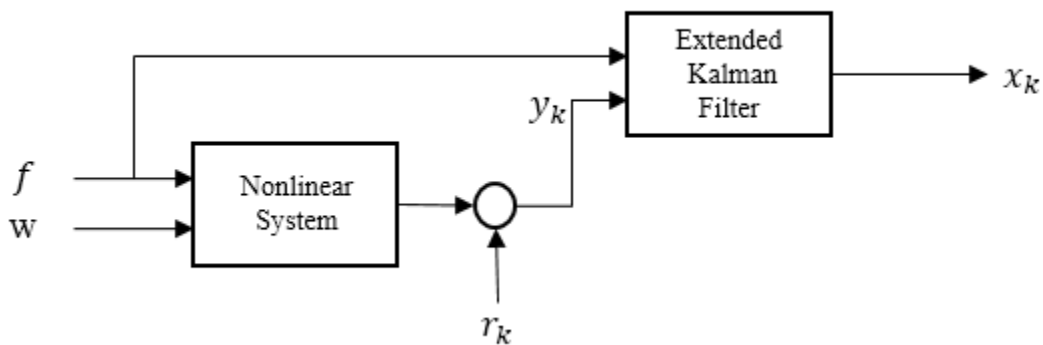 Extended
Kalman
Filter
x_k
y_k
f
Nonlinear
System
w
r_k